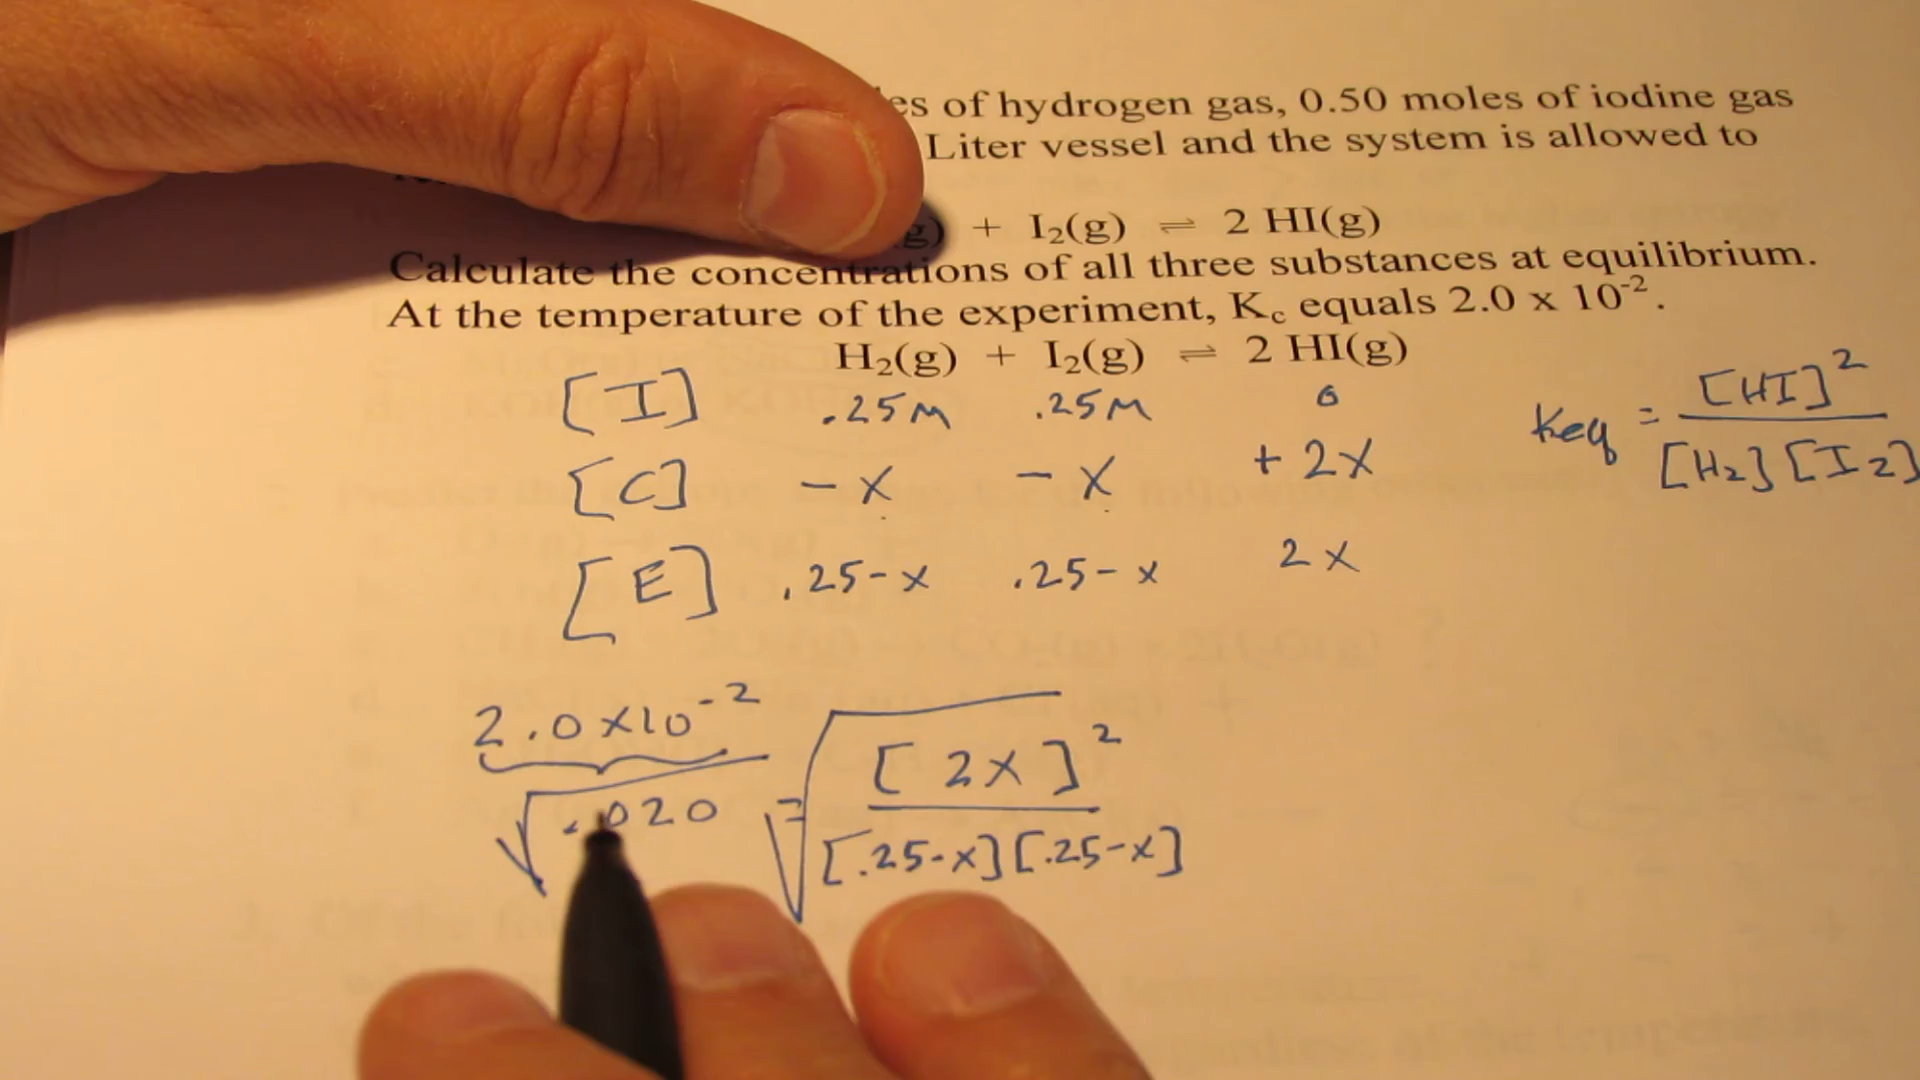 es of hydrogen gas, 0.50 moles of iodine gas
Liter vessel and the system is allowed to
g) + I₂(g) ⇌ 2 HI(g)
Calculate the concentrations of all three substances at equilibrium.
At the temperature of the experiment, K꜀ equals 2.0 x 10⁻².
H₂(g) + I₂(g) ⇌ 2 HI(g)
[I] .25M .25M 0
Keq = [HI]² / [H₂][I₂]
[C] -x -x +2x
[E] .25-x .25-x 2x
2.0x10⁻²
√.020 = √[2x]² / [.25-x][.25-x]